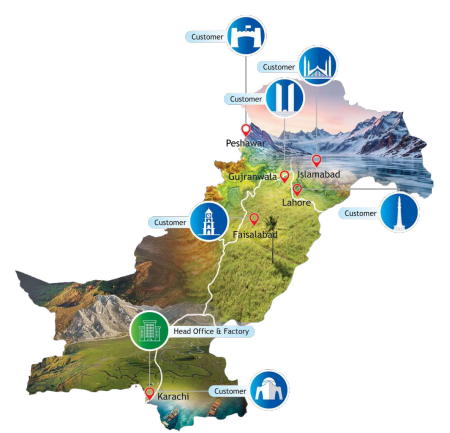 Customer
Customer
Customer
Peshawar
Gujranwala
Islamabad
Lahore
Customer
Customer
Faisalabad
Head Office & Factory
Customer
Karachi